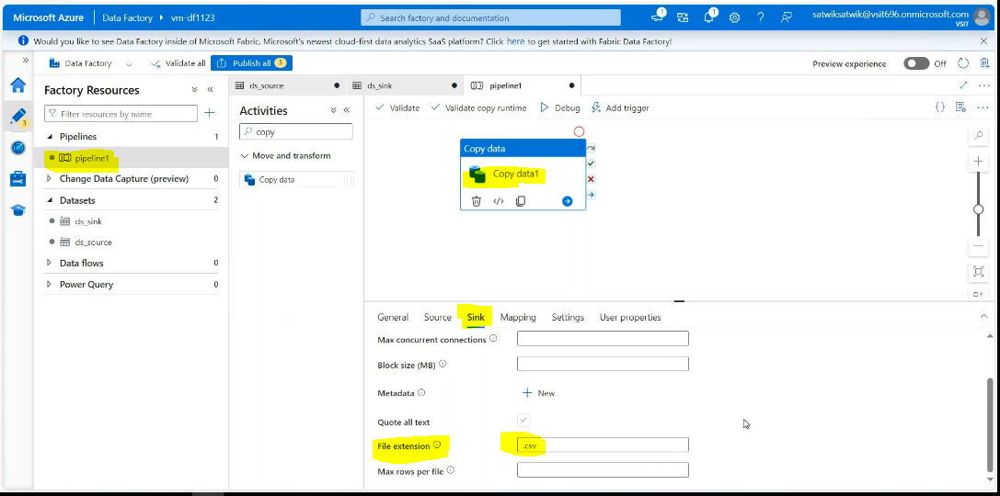 Microsoft Azure | Data Factory > vm-df1123
Search factory and documentation
1
1
satwiksatwik@vsit696.onmicrosoft.com
VSIT
Would you like to see Data Factory inside of Microsoft Fabric, Microsoft's newest cloud-first data analytics SaaS platform? Click here to get started with Fabric Data Factory!
Data Factory
Validate all
Publish all 3
Preview experience
Off
Factory Resources
Filter resources by name
3
Pipelines 1
pipeline1
Change Data Capture (preview) 0
Datasets 2
ds_sink
ds_source
Data flows 0
Power Query 0
ds_source
ds_sink
pipeline1
Activities
copy
Move and transform
Copy data
Validate
Validate copy runtime
Debug
Add trigger
Copy data
Copy data1
General
Source
Sink
Mapping
Settings
User properties
Max concurrent connections
Block size (MB)
Metadata
New
Quote all text
File extension
.csv
Max rows per file